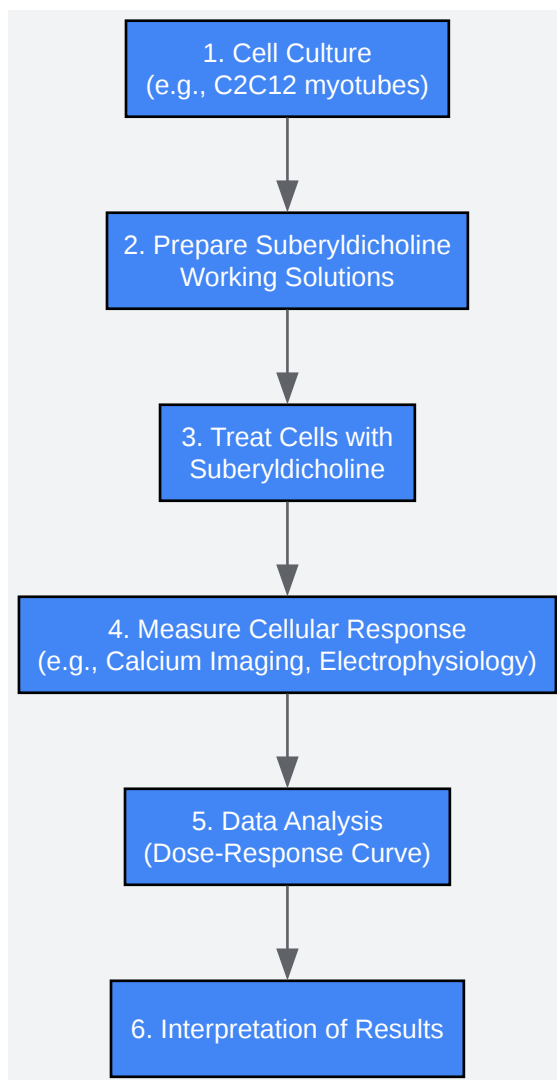 1. Cell Culture
(e.g., C2C12 myotubes)
2. Prepare Suberyldicholine
Working Solutions
3. Treat Cells with
Suberyldicholine
4. Measure Cellular Response
(e.g., Calcium Imaging, Electrophysiology)
5. Data Analysis
(Dose-Response Curve)
6. Interpretation of Results